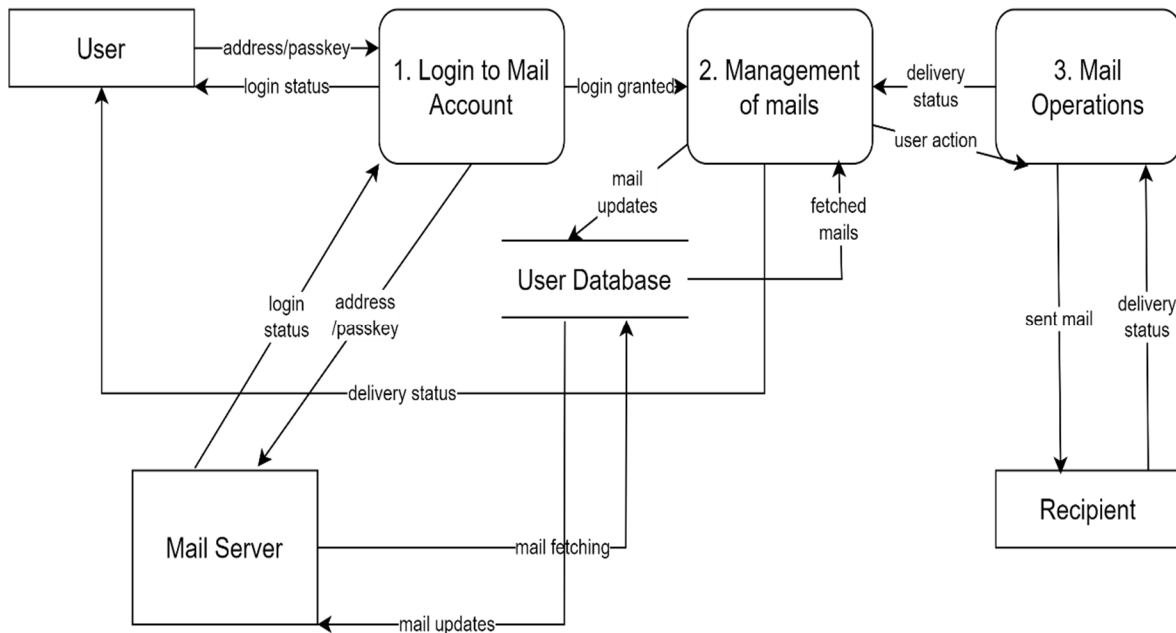 User
address/passkey
login status
1. Login to Mail
Account
login granted
2. Management
of mails
delivery
status
user action
3. Mail
Operations
mail
updates
fetched
mails
User Database
login
status
address
/passkey
sent mail
delivery
status
delivery status
Mail Server
mail fetching
mail updates
Recipient